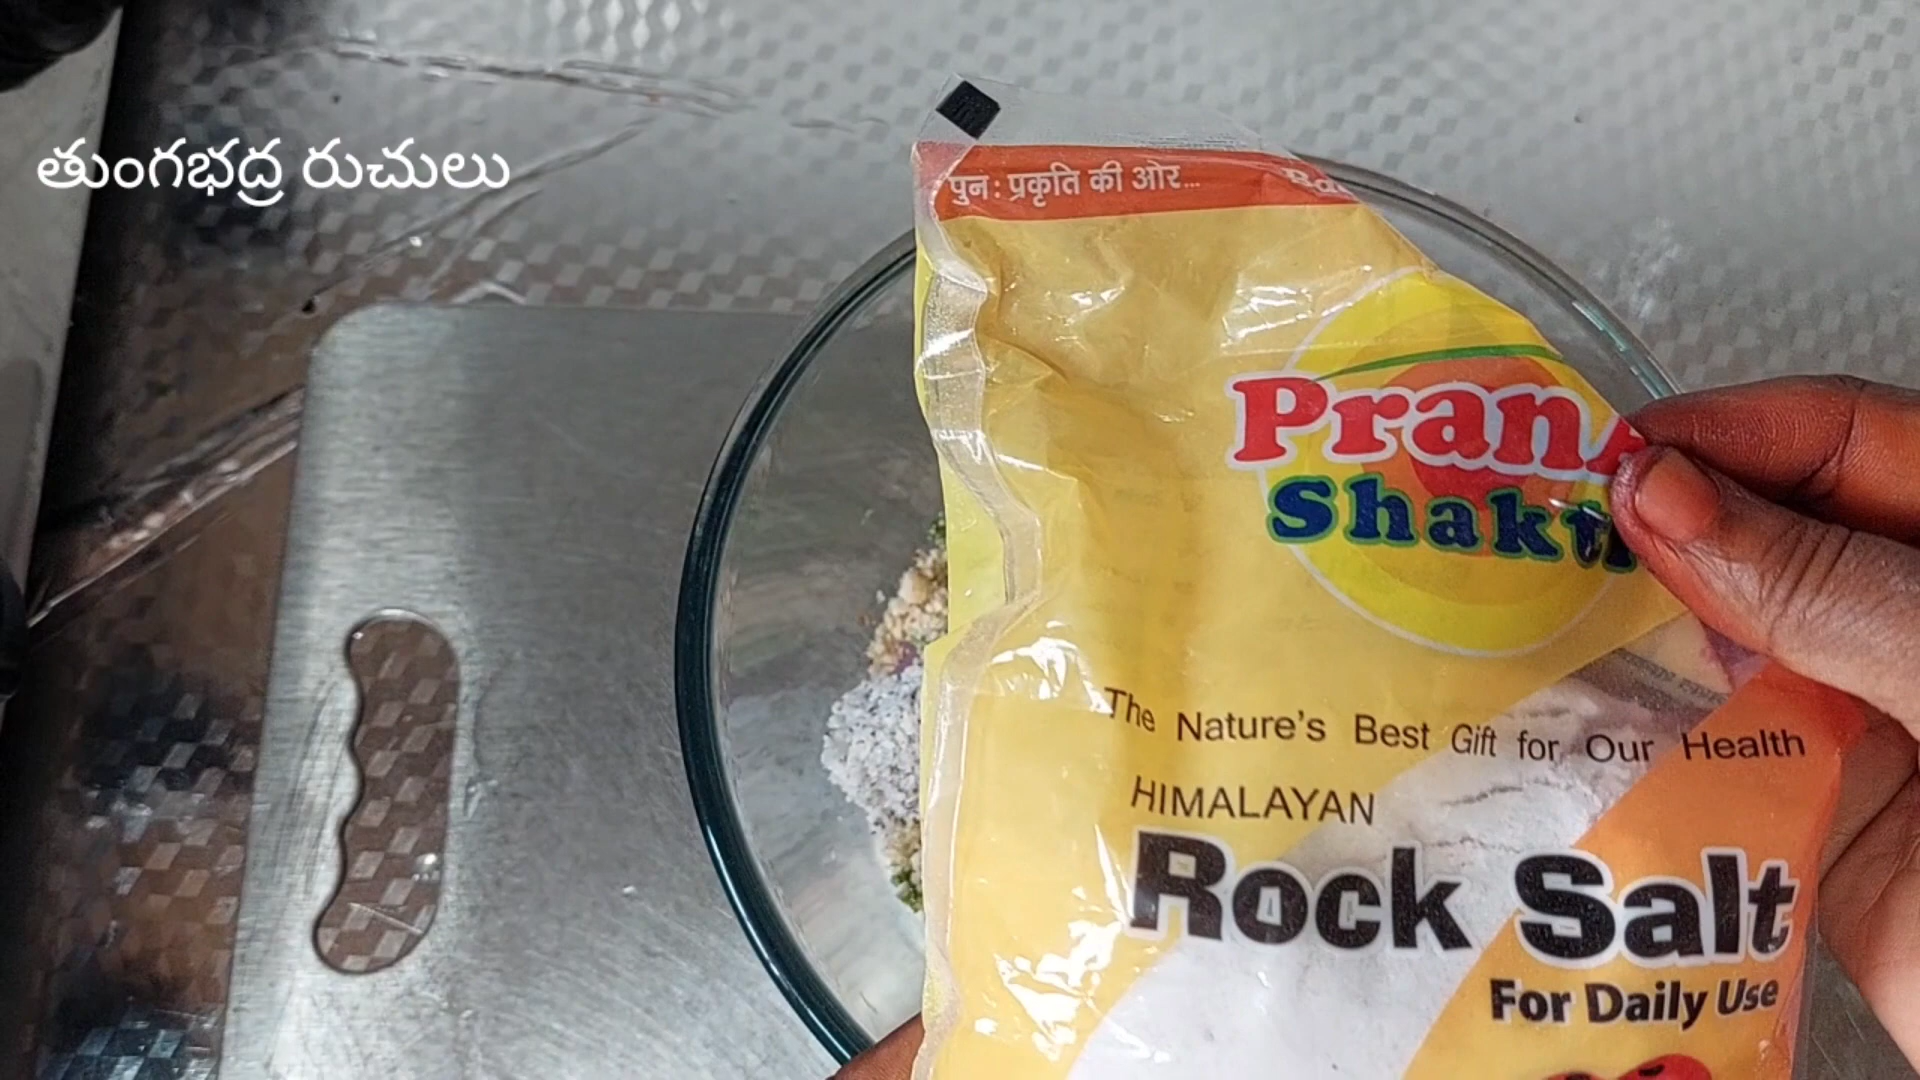 తుంగభద్ర రుచులు
पुन: प्रकृति की ओर...
Shakti
The Nature's Best Gift for Our Health
HIMALAYAN
Rock Salt
For Daily Use